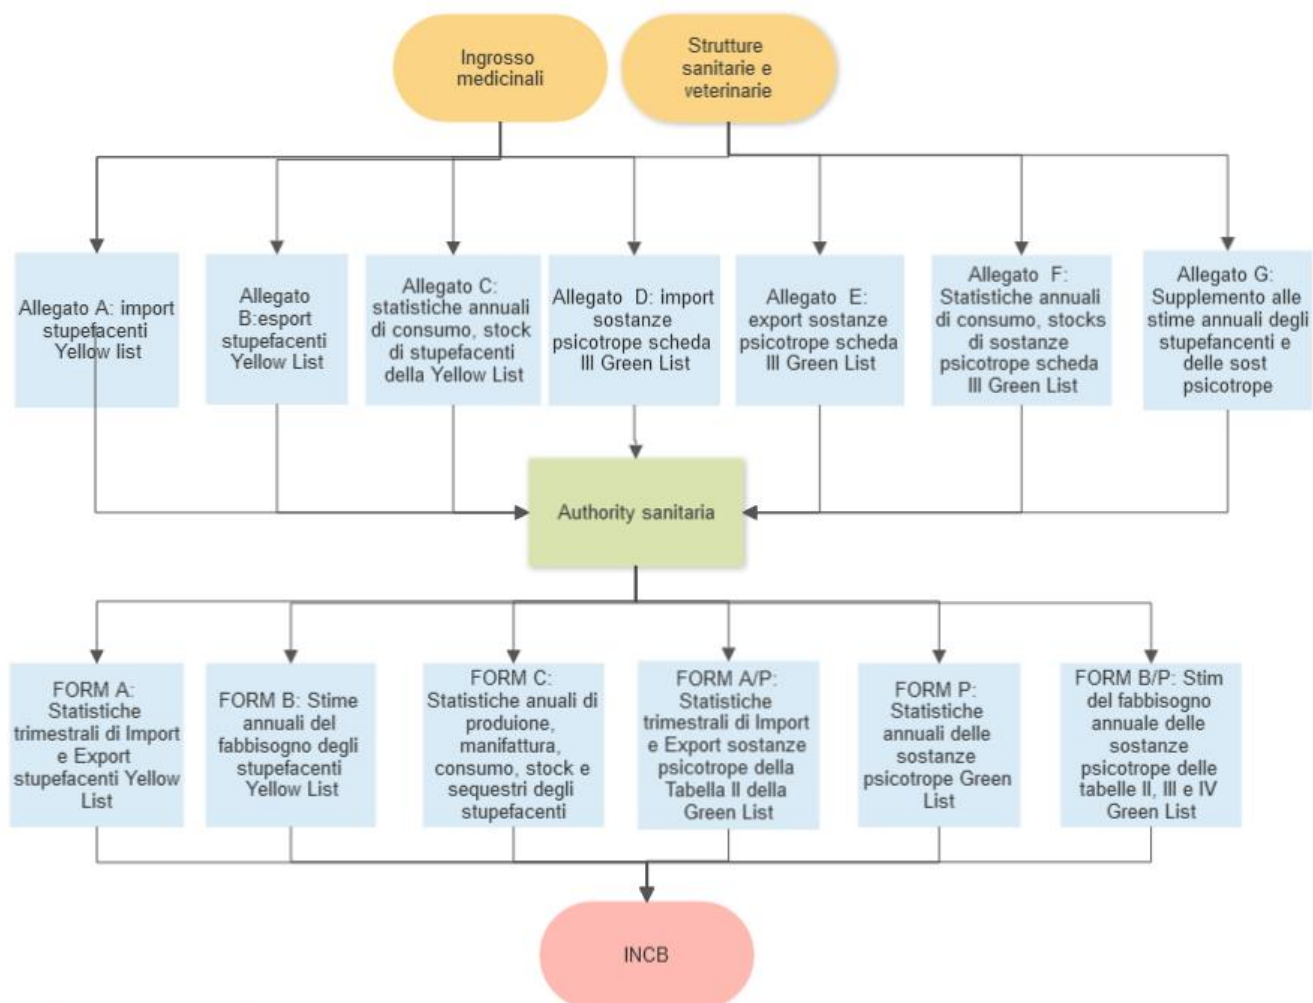 Ingrosso
medicinali
Strutture
sanitarie e
veterinarie
Allegato A: import
stupefacenti
Yellow list
Allegato
B:esport
stupefacenti
Yellow List
Allegato C:
statistiche annuali
di consumo, stock
di stupefacenti
della Yellow List
Allegato D: import
sostanze
psicotrope scheda
III Green List
Allegato E:
export sostanze
psicotrope scheda
III Green List
Allegato F:
Statistiche annuali
di consumo, stocks
di sostanze
psicotrope scheda
III Green List
Allegato G:
Supplemento alle
stime annuali degli
stupefancenti e
delle sost
psicotrope
Authority sanitaria
FORM A:
Statistiche
trimestrali di Import
e Export
stupefacenti Yellow
List
FORM B: Stime
annuali del
fabbisogno degli
stupefacenti
Yellow List
FORM C:
Statistiche anuali di
produione,
manifattura,
consumo, stock e
sequestri degli
stupefacenti
FORM A/P:
Statistiche
trimestrali di Import
e Export sostanze
psicotrope della
Tabella II della
Green List
FORM P:
Statistiche
annuali delle
sostanze
psicotrope Green
List
FORM B/P: Stim
del fabbisogno
annuale delle
sostanze
psicotrope delle
tabelle II, III e IV
Green List
INCB